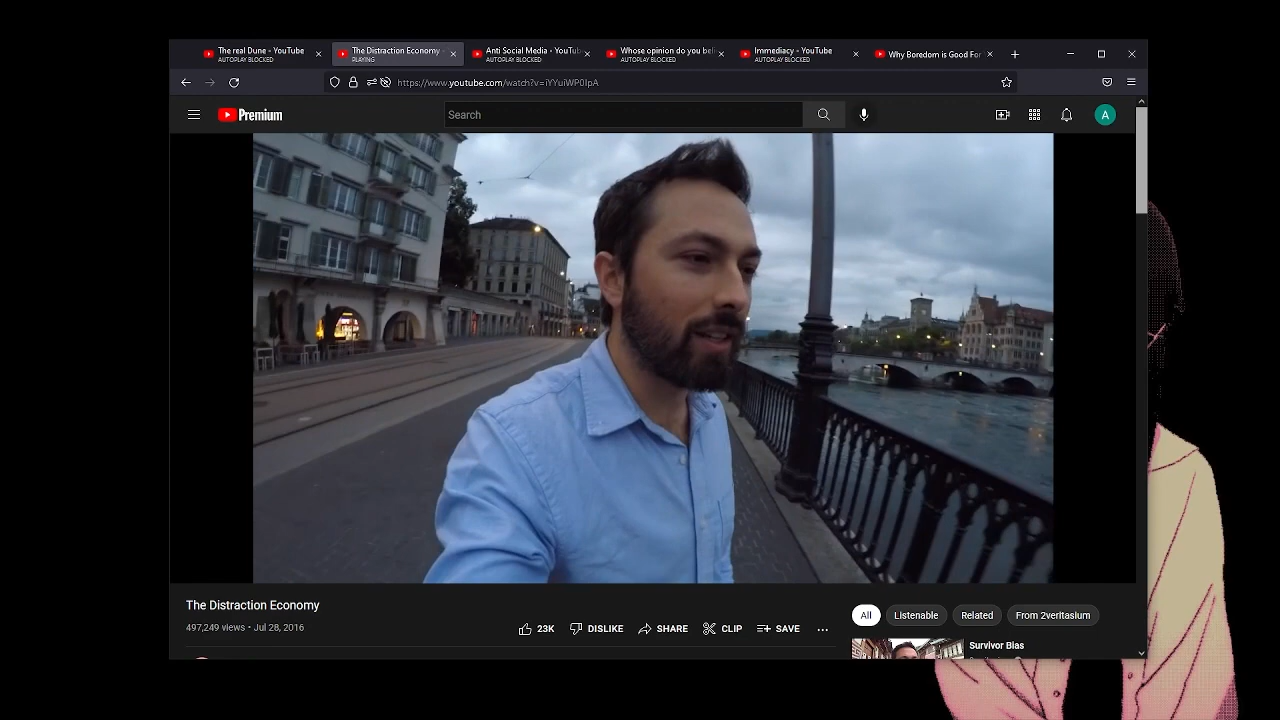 The real Dune - YouTube
AUTOPLAY BLOCKED
The Distraction Economy -
PLAYING
Anti Social Media - YouTub
AUTOPLAY BLOCKED
Whose opinion do you beli
AUTOPLAY BLOCKED
Immediacy - YouTube
AUTOPLAY BLOCKED
Why Boredom is Good For
https://www.youtube.com/watch?v=iYYuiWP0IpA
Premium
Search
A
The Distraction Economy
497,249 views • Jul 28, 2016
23K
DISLIKE
SHARE
CLIP
SAVE
All
Listenable
Related
From 2veritasium
Survivor Bias